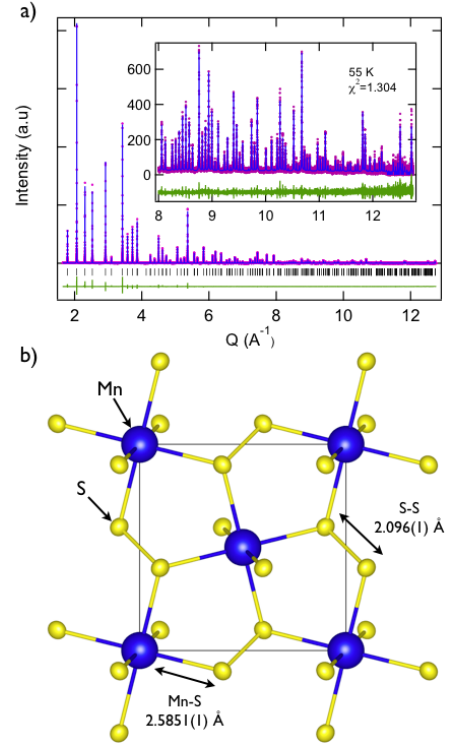 a)
Intensity (a.u)
600
400
200
0
55 K
χ²=1.304
8
9
10
11
12
2
4
6
8
10
12
Q (A⁻¹)
b)
Mn
S
S-S
2.096(1) Å
Mn-S
2.5851(1) Å